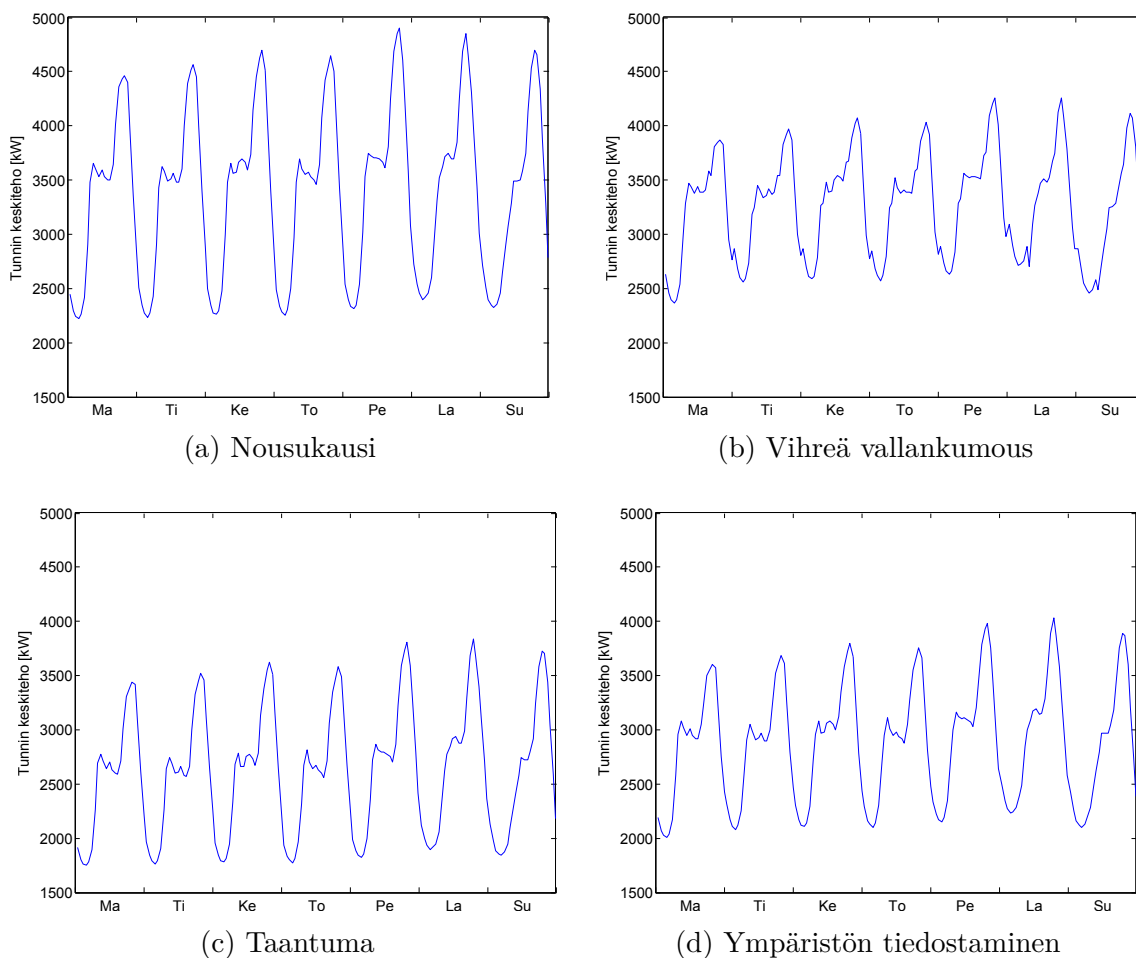 5000
4500
4000
3500
3000
2500
2000
1500
Tunnin keskiteho [kW]
Ma Ti Ke To Pe La Su
(a) Nousukausi
5000
4500
4000
3500
3000
2500
2000
1500
Tunnin keskiteho [kW]
Ma Ti Ke To Pe La Su
(b) Vihreä vallankumous
5000
4500
4000
3500
3000
2500
2000
1500
Tunnin keskiteho [kW]
Ma Ti Ke To Pe La Su
(c) Taantuma
5000
4500
4000
3500
3000
2500
2000
1500
Tunnin keskiteho [kW]
Ma Ti Ke To Pe La Su
(d) Ympäristön tiedostaminen